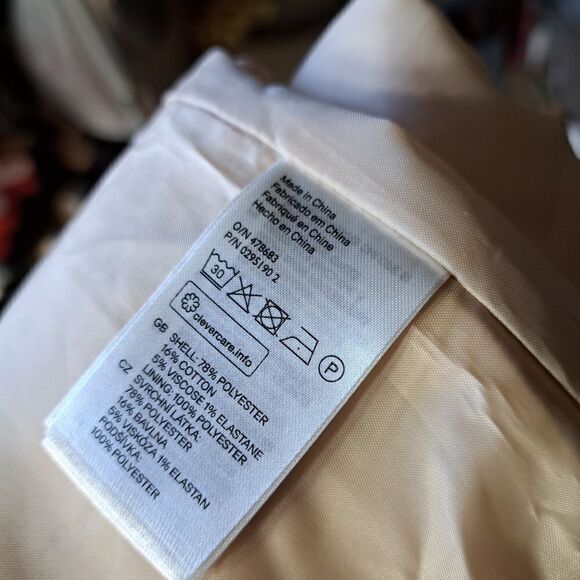 Made in China
Fabricado em China
Fabriqué en Chine
Hecho en China
O/N 478683
P/N 0295190 2
30
P
clevercare.info
GB SHELL: 78% POLYESTER
16% COTTON
5% VISCOSE 1% ELASTANE
LINING: 100% POLYESTER
CZ SVRCHNI LÁTKA:
78% POLYESTER
16% BAVLNA
5% VISKÓZA 1% ELASTAN
PODŠÍVKA:
100% POLYESTER